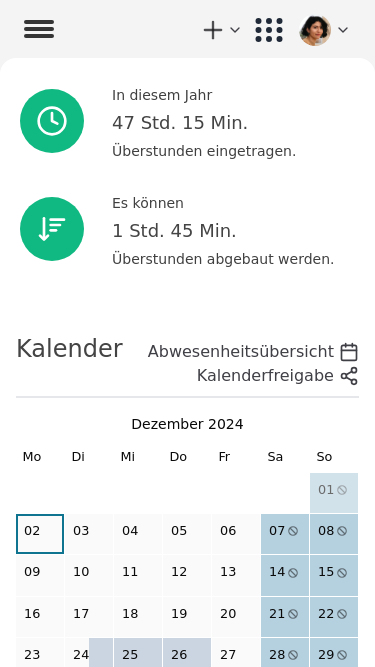 In diesem Jahr
47 Std. 15 Min.
Überstunden eingetragen.
Es können
1 Std. 45 Min.
Überstunden abgebaut werden.
Kalender
Abwesenheitsübersicht
Kalenderfreigabe
Dezember 2024
Mo Di Mi Do Fr Sa So
01
02 03 04 05 06 07 08
09 10 11 12 13 14 15
16 17 18 19 20 21 22
23 24 25 26 27 28 29